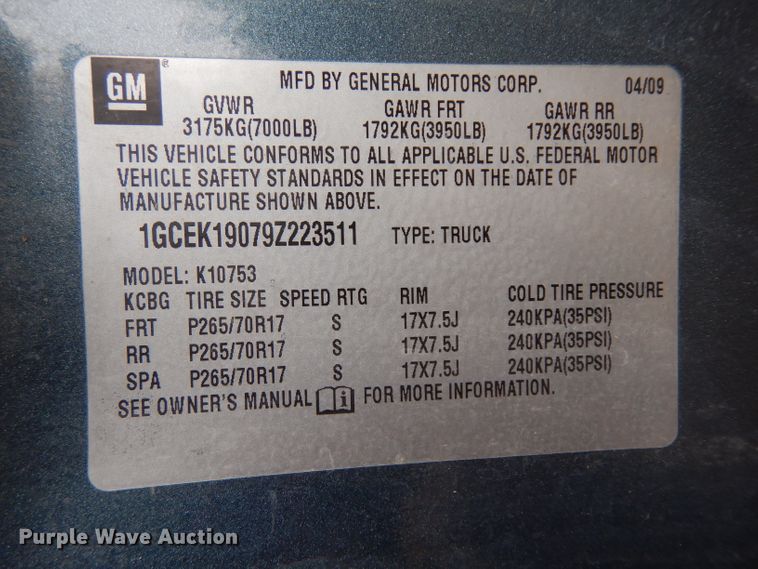 GM ®
MFD BY GENERAL MOTORS CORP. 04/09
GVWR GAWR FRT GAWR RR
3175KG(7000LB) 1792KG(3950LB) 1792KG(3950LB)
THIS VEHICLE CONFORMS TO ALL APPLICABLE U.S. FEDERAL MOTOR
VEHICLE SAFETY STANDARDS IN EFFECT ON THE DATE OF
MANUFACTURE SHOWN ABOVE.
1GCEK19079Z223511 TYPE: TRUCK
MODEL: K10753
KCBG TIRE SIZE SPEED RTG RIM COLD TIRE PRESSURE
FRT P265/70R17 S 17X7.5J 240KPA(35PSI)
RR P265/70R17 S 17X7.5J 240KPA(35PSI)
SPA P265/70R17 S 17X7.5J 240KPA(35PSI)
SEE OWNER'S MANUAL i FOR MORE INFORMATION.
Purple Wave Auction